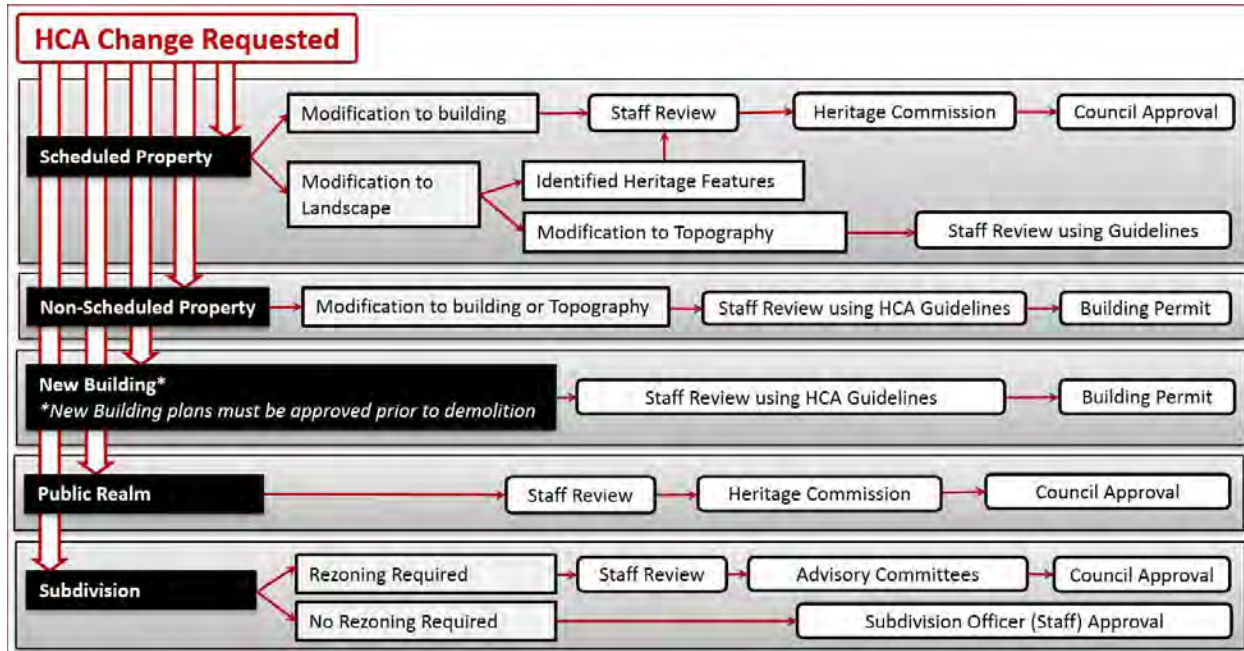 HCA Change Requested
Modification to building
Staff Review
Heritage Commission
Council Approval
Scheduled Property
Modification to
Landscape
Identified Heritage Features
Modification to Topography
Staff Review using Guidelines
Non-Scheduled Property
Modification to building or Topography
Staff Review using HCA Guidelines
Building Permit
New Building*
*New Building plans must be approved prior to demolition
Staff Review using HCA Guidelines
Building Permit
Public Realm
Staff Review
Heritage Commission
Council Approval
Subdivision
Rezoning Required
Staff Review
Advisory Committees
Council Approval
No Rezoning Required
Subdivision Officer (Staff) Approval